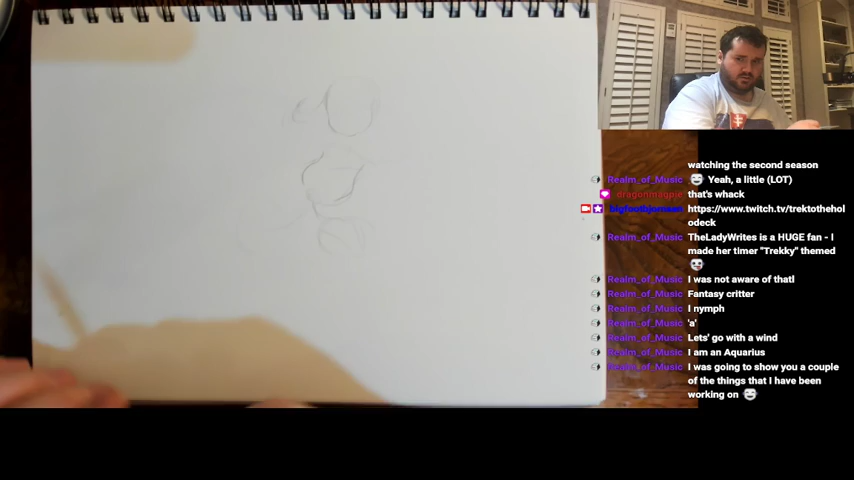 watching the second season
Realm_of_Music Yeah, a little (LOT)
dragonmagpie that's whack
https://www.twitch.tv/trektothehol
odeck
Realm_of_Music TheLadyWrites is a HUGE fan - I
made her timer "Trekky" themed
Realm_of_Music I was not aware of that!
Realm_of_Music Fantasy critter
Realm_of_Music I nymph
Realm_of_Music 'a'
Realm_of_Music Lets' go with a wind
Realm_of_Music I am an Aquarius
Realm_of_Music I was going to show you a couple
of the things that I have been
working on